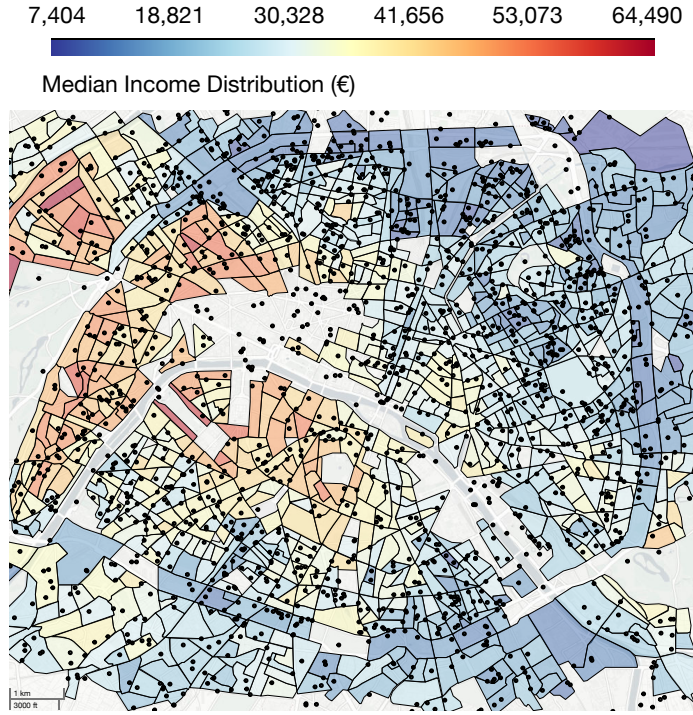 7,404 18,821 30,328 41,656 53,073 64,490
Median Income Distribution (€)
1 km
3000 ft